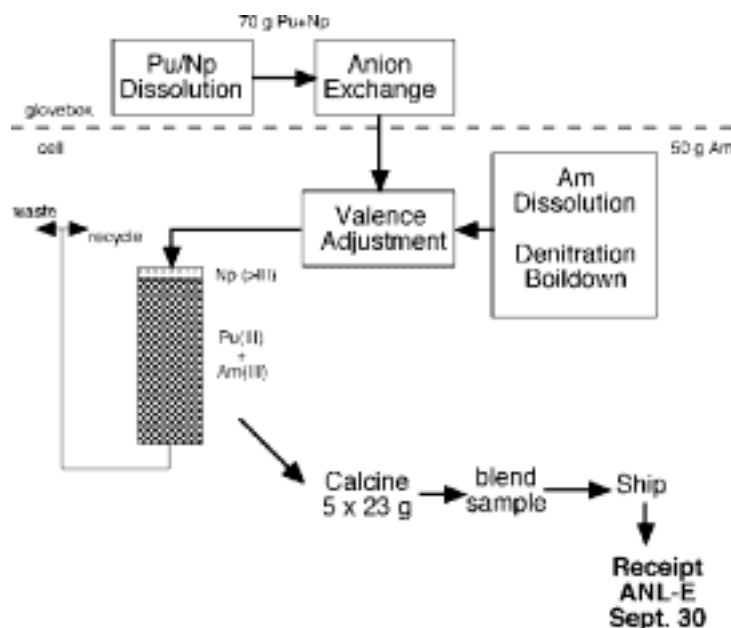 70 g Pu+Np
Pu/Np
Dissolution
Anion
Exchange
glovebox
cell
50 g Am
Am
Dissolution
Denitration
Boildown
Valence
Adjustment
waste
recycle
Np (>III)
Pu(III)
+
Am(III)
Calcine
5 x 23 g
blend
sample
Ship
Receipt
ANL-E
Sept. 30